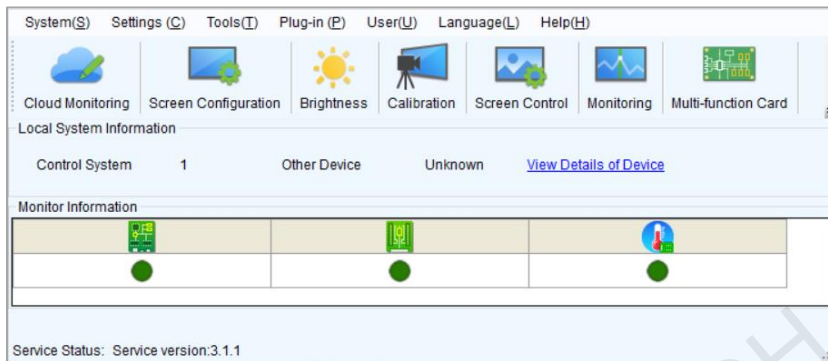 System(S) Settings (C) Tools(T) Plug-in (P) User(U) Language(L) Help(H)
Cloud Monitoring Screen Configuration Brightness Calibration Screen Control Monitoring Multi-function Card
Local System Information
Control System 1 Other Device Unknown View Details of Device
Monitor Information
Service Status: Service version:3.1.1